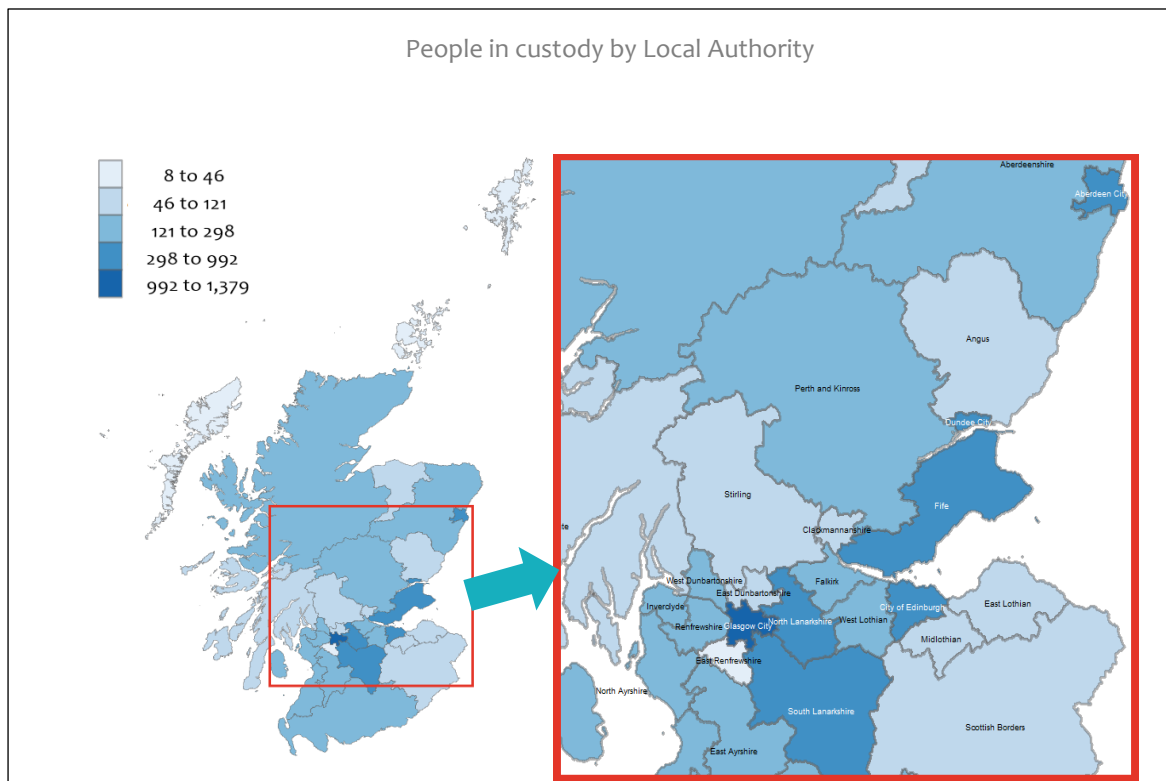 People in custody by Local Authority
8 to 46
46 to 121
121 to 298
298 to 992
992 to 1,379
Aberdeenshire
Aberdeen City
Angus
Perth and Kinross
Dundee City
Stirling
Fife
te
Clackmannanshire
West Dunbartonshire
Falkirk
East Dunbartonshire
Inverclyde
City of Edinburgh
East Lothian
Renfrewshire
Glasgow City
North Lanarkshire
West Lothian
Midlothian
East Renfrewshire
North Ayrshire
South Lanarkshire
Scottish Borders
East Ayrshire